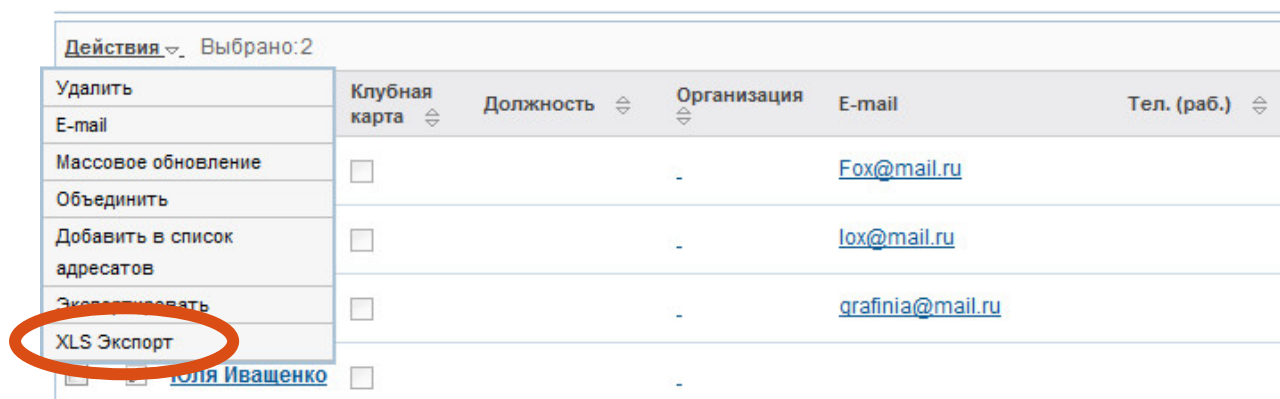 Действия Выбрано:2
Удалить
E-mail
Массовое обновление
Объединить
Добавить в список
адресатов
Экспортировать
XLS Экспорт
Клубная
карта
Должность
Организация
E-mail
Тел. (раб.)
- Fox@mail.ru
- lox@mail.ru
- grafinia@mail.ru
Юля Иващенко -